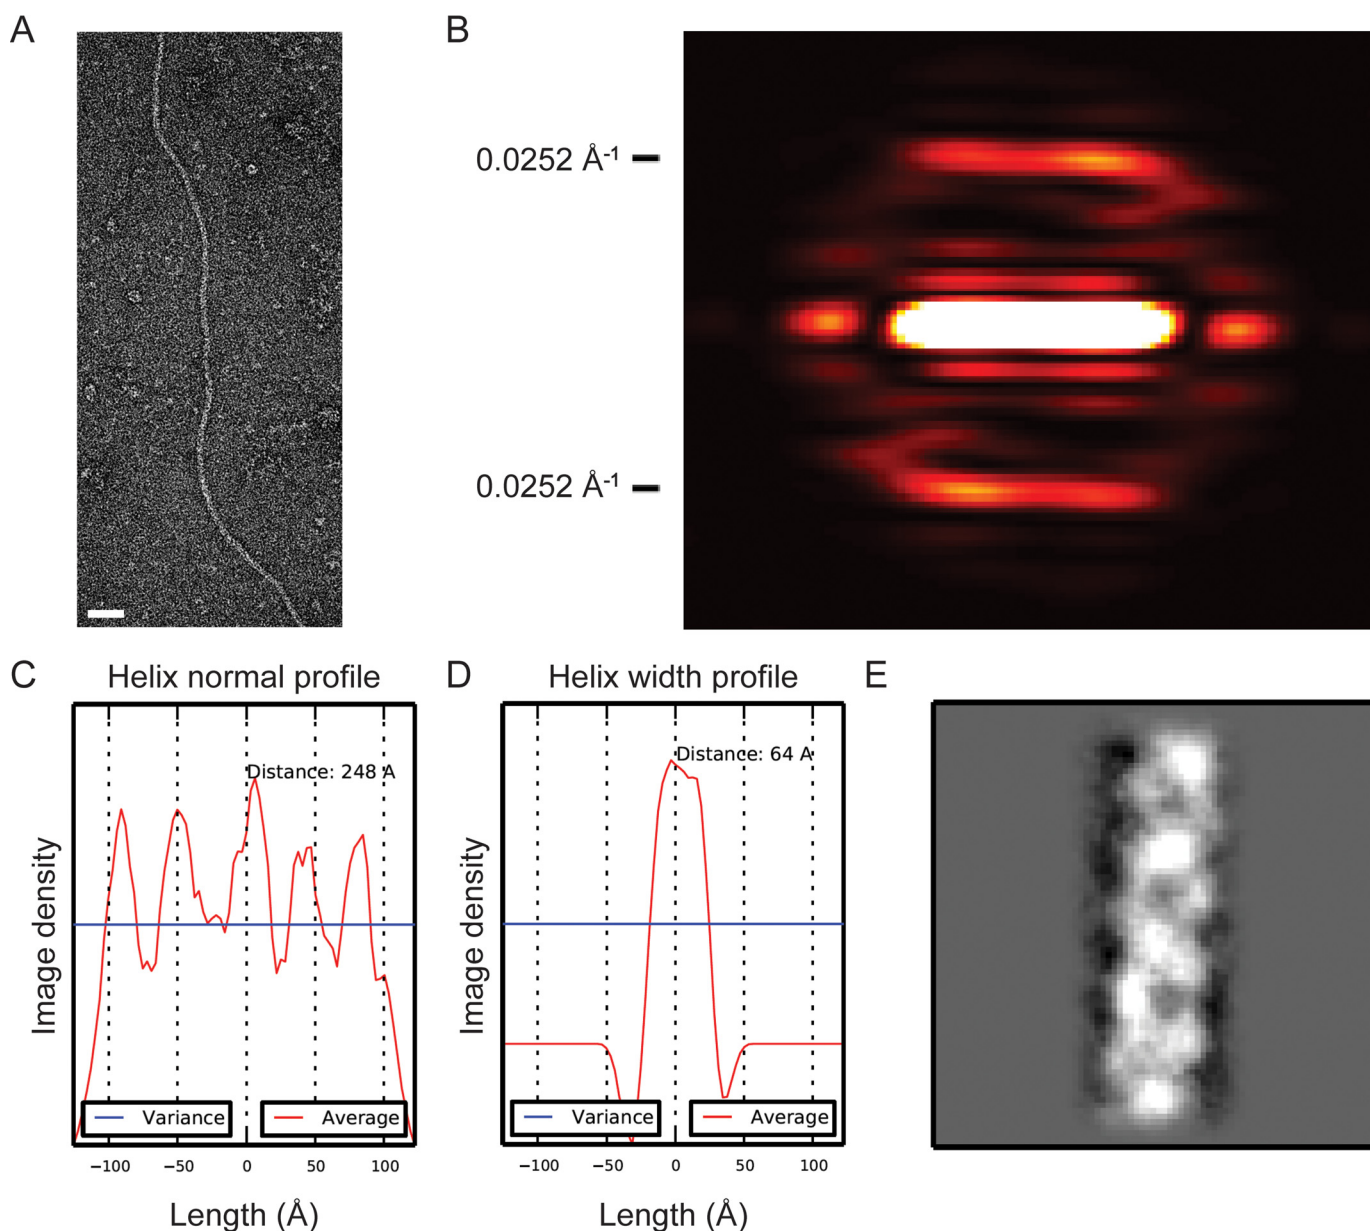 A
B
0.0252 Å-1
0.0252 Å-1
C
Helix normal profile
Distance: 248 A
Image density
Variance
Average
−100
−50
0
50
100
Length (Å)
D
Helix width profile
Distance: 64 A
Image density
Variance
Average
−100
−50
0
50
100
Length (Å)
E